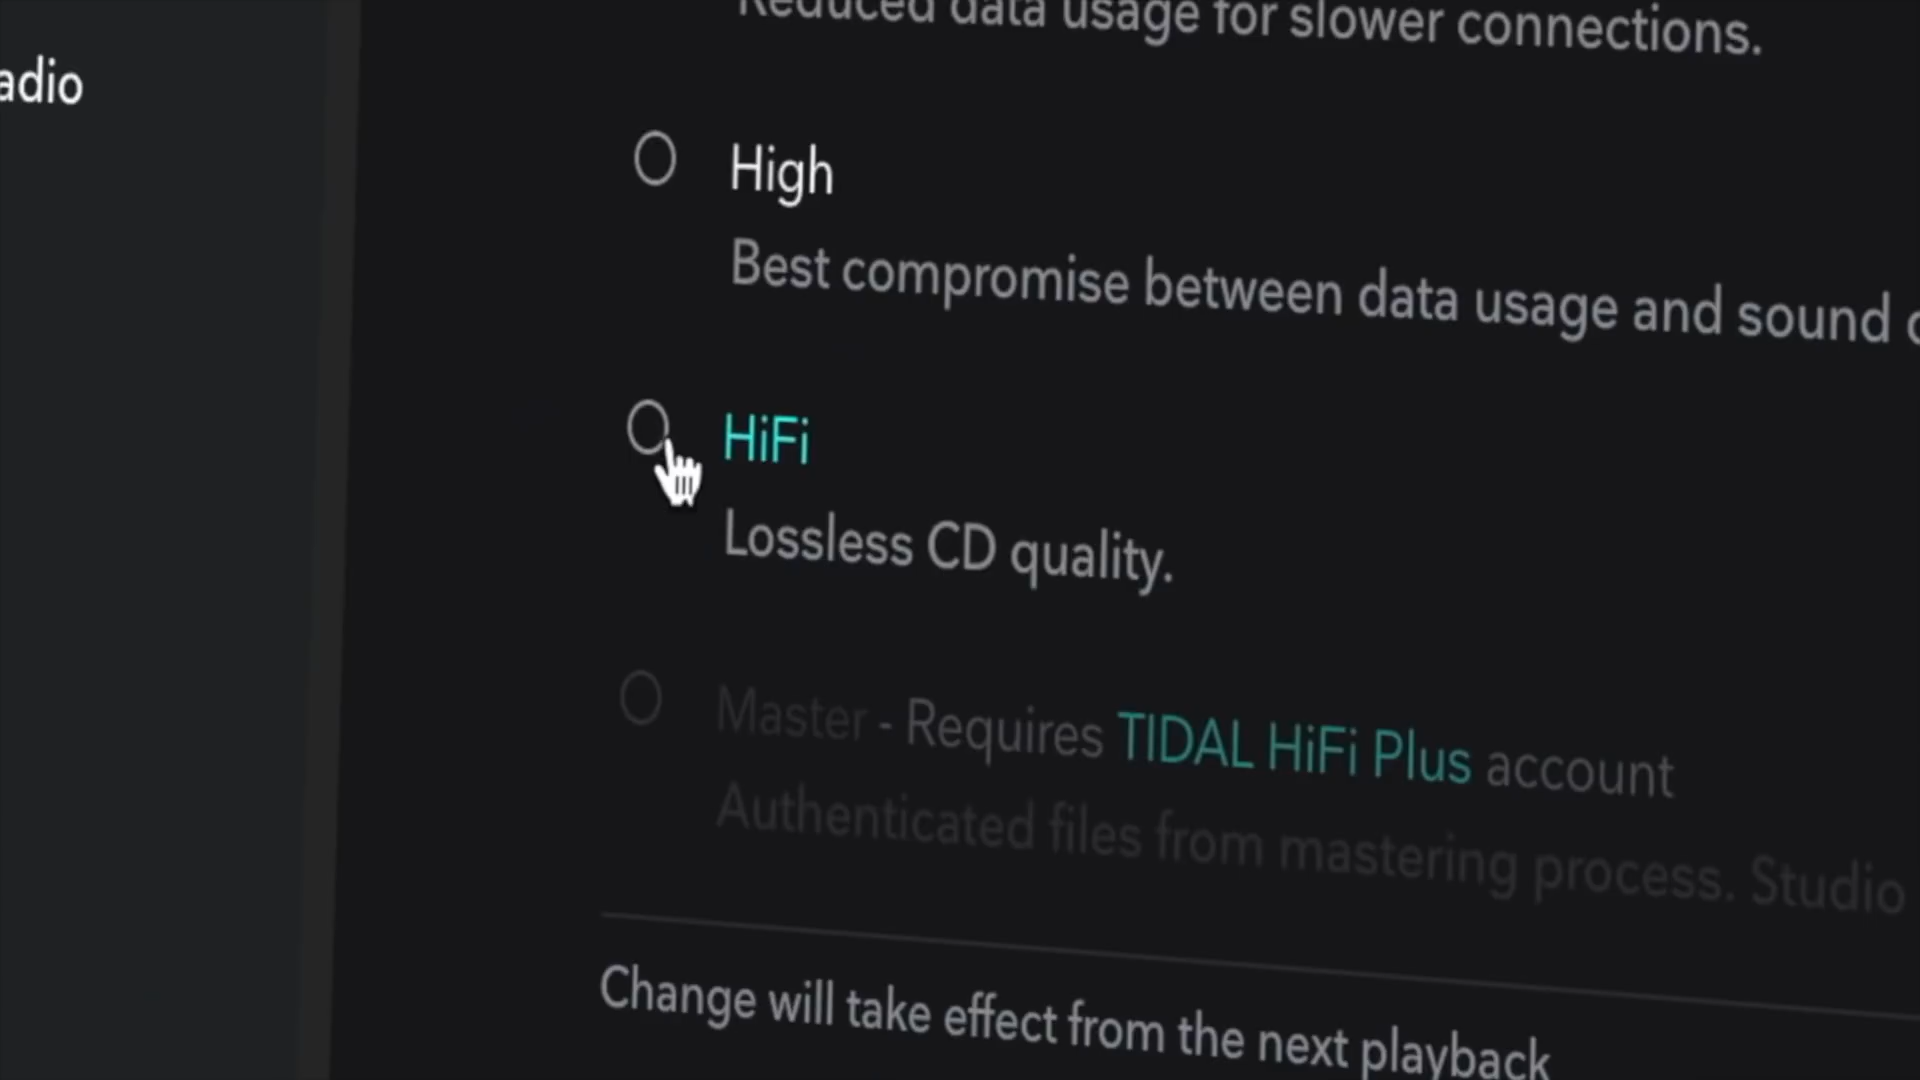 Reduced data usage for slower connections.
adio
High
Best compromise between data usage and sound
HiFi
Lossless CD quality.
Master - Requires TIDAL HiFi Plus account
Authenticated files from mastering process. Studio
Change will take effect from the next playback